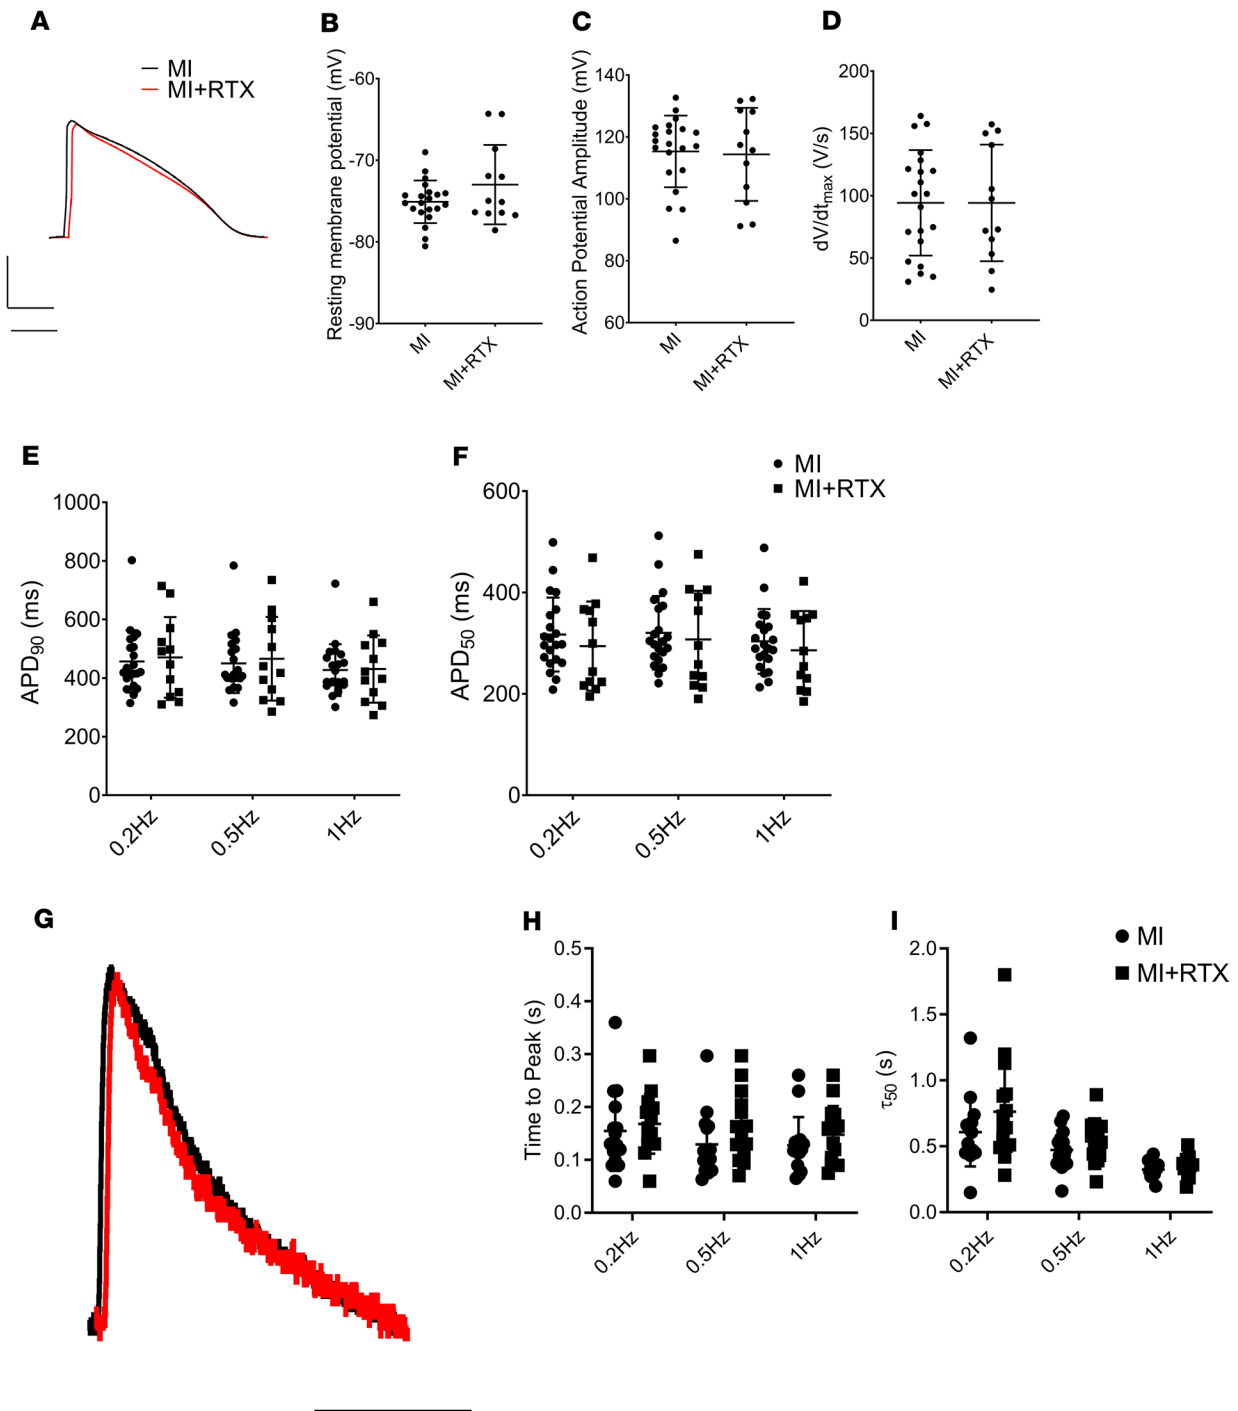 A
MI
MI+RTX
B
Resting membrane potential (mV)
-60
-70
-80
-90
MI
MI+RTX
C
Action Potential Amplitude (mV)
140
120
100
80
60
MI
MI+RTX
D
dV/dtmax (V/s)
200
150
100
50
0
MI
MI+RTX
E
APD90 (ms)
1000
800
600
400
200
0
0.2Hz
0.5Hz
1Hz
F
APD50 (ms)
600
400
200
0
0.2Hz
0.5Hz
1Hz
MI
MI+RTX
G
H
Time to Peak (s)
0.5
0.4
0.3
0.2
0.1
0.0
0.2Hz
0.5Hz
1Hz
I
τ50 (s)
2.0
1.5
1.0
0.5
0.0
0.2Hz
0.5Hz
1Hz
MI
MI+RTX